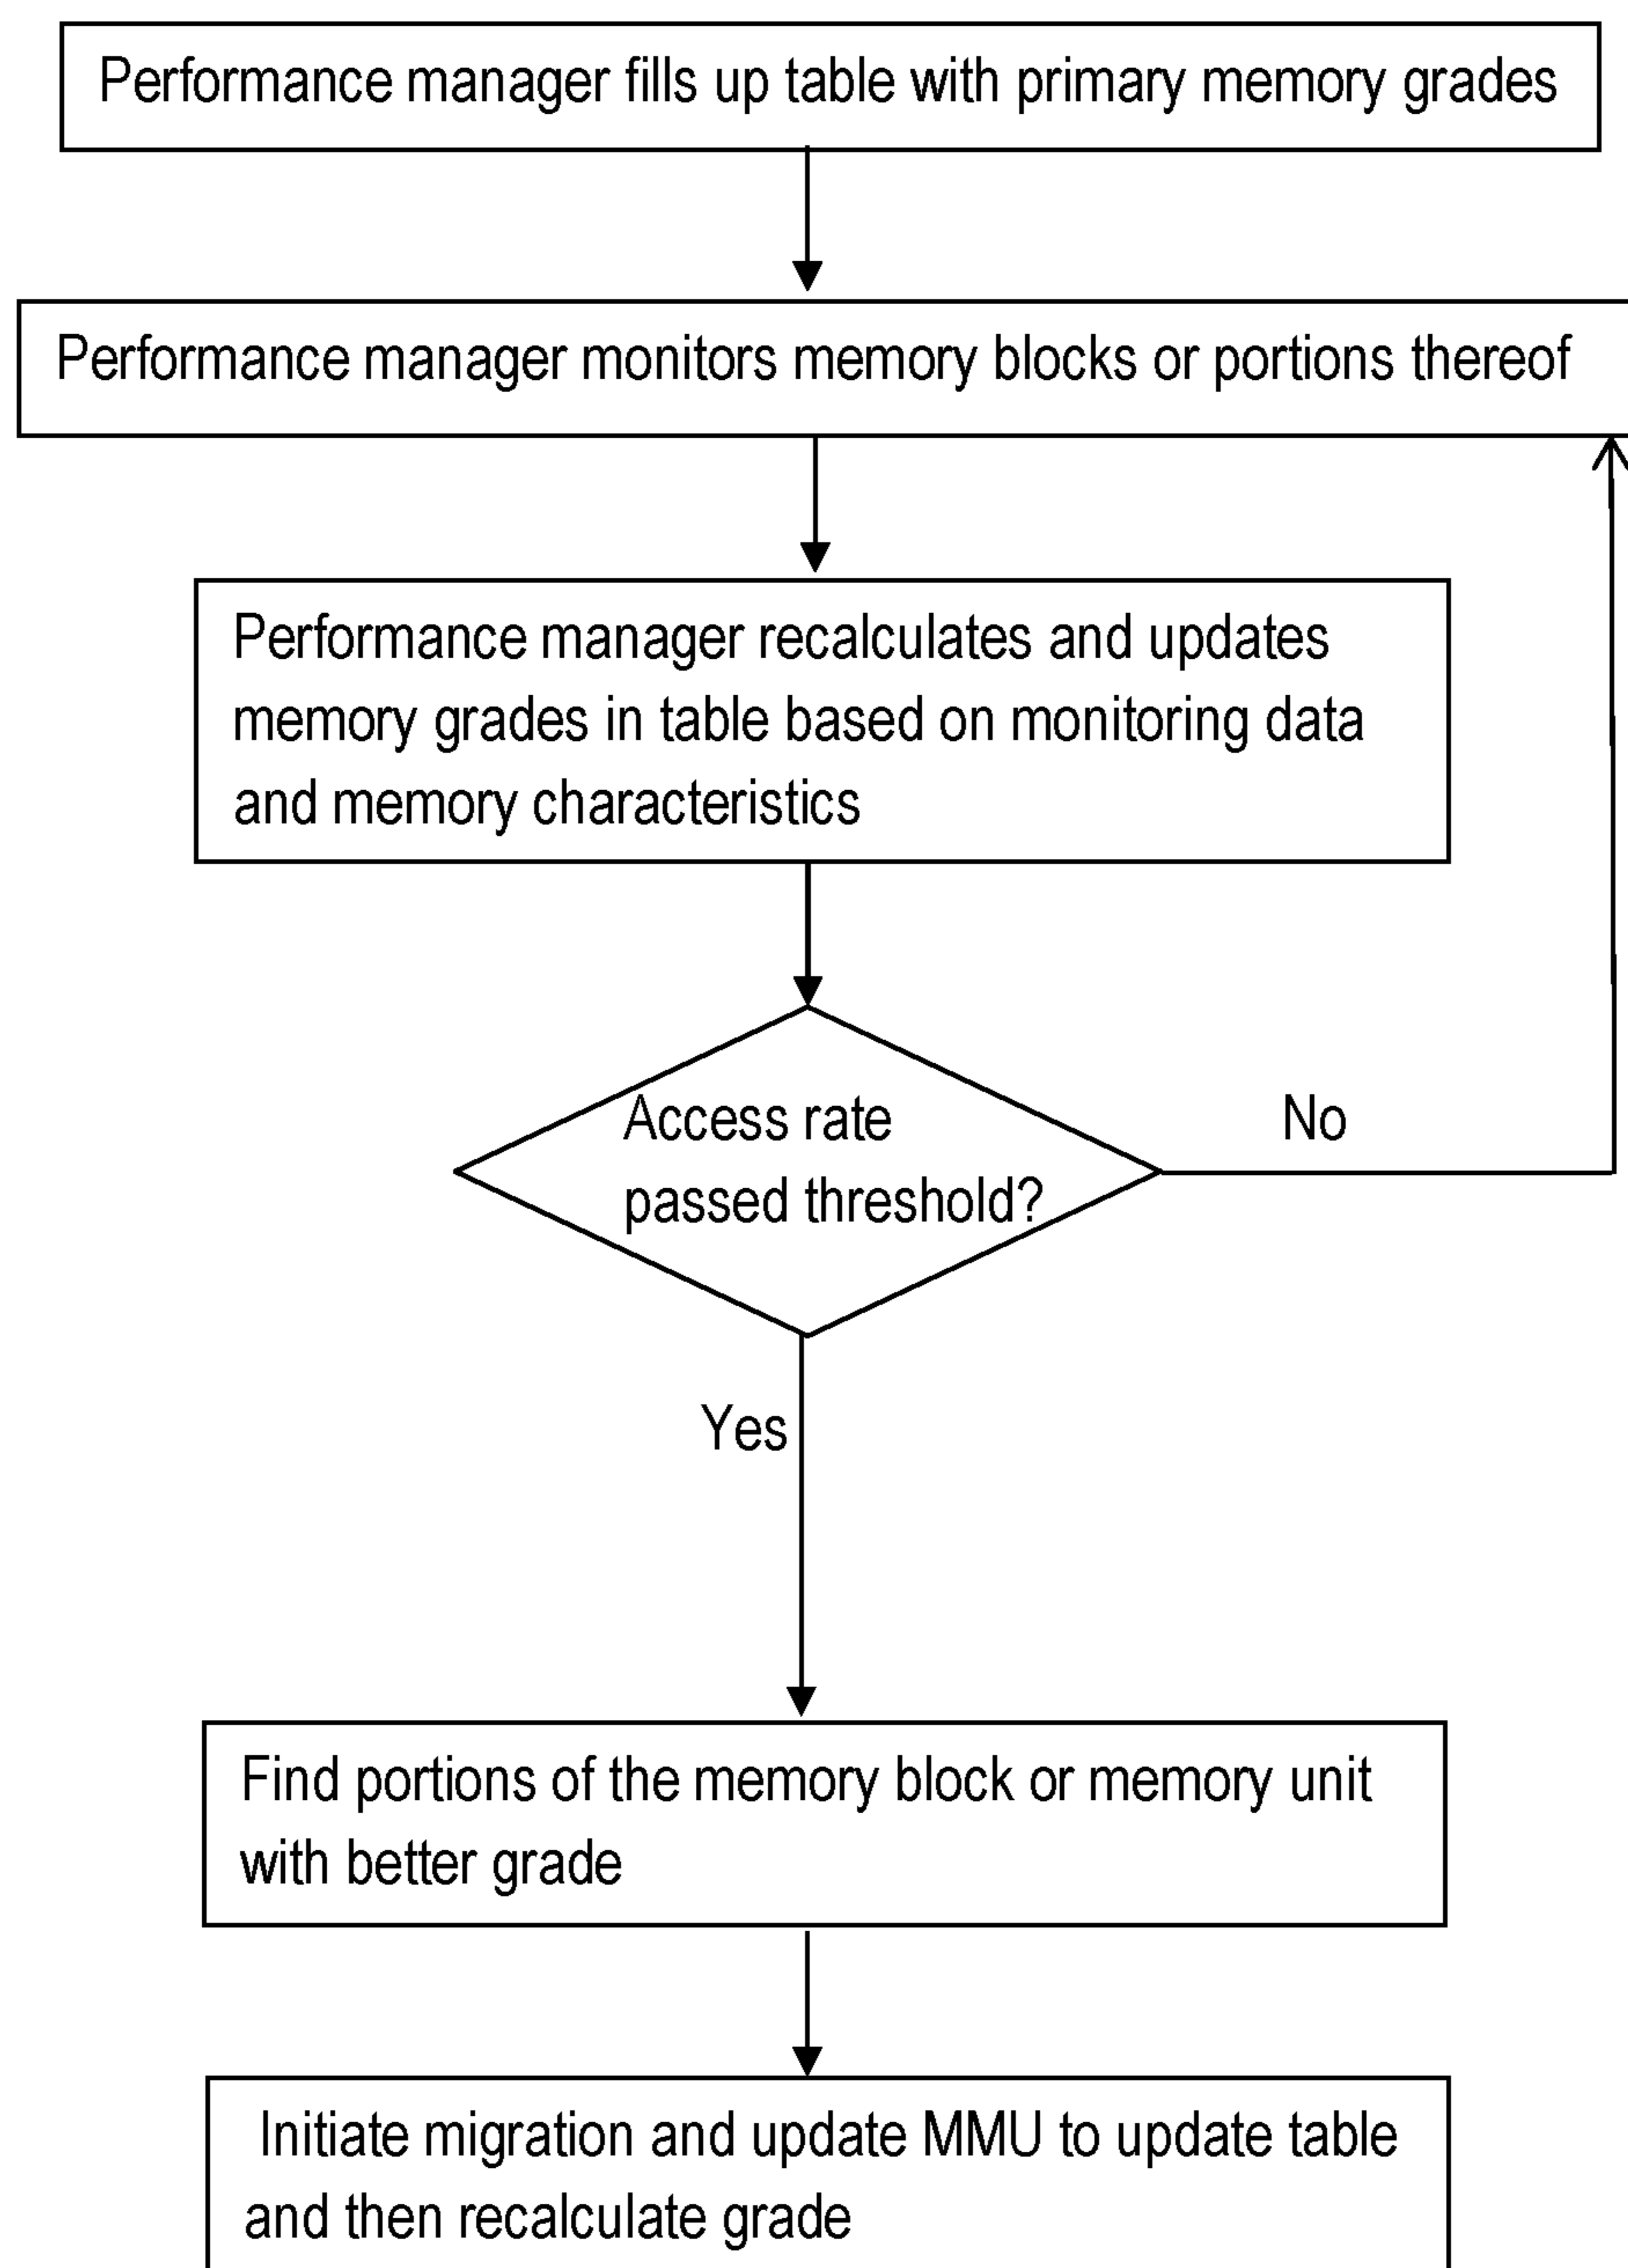 Performance manager fills up table with primary memory grades
Performance manager monitors memory blocks or portions thereof
Performance manager recalculates and updates
memory grades in table based on monitoring data
and memory characteristics
Access rate
passed threshold?
No
Yes
Find portions of the memory block or memory unit
with better grade
Initiate migration and update MMU to update table
and then recalculate grade